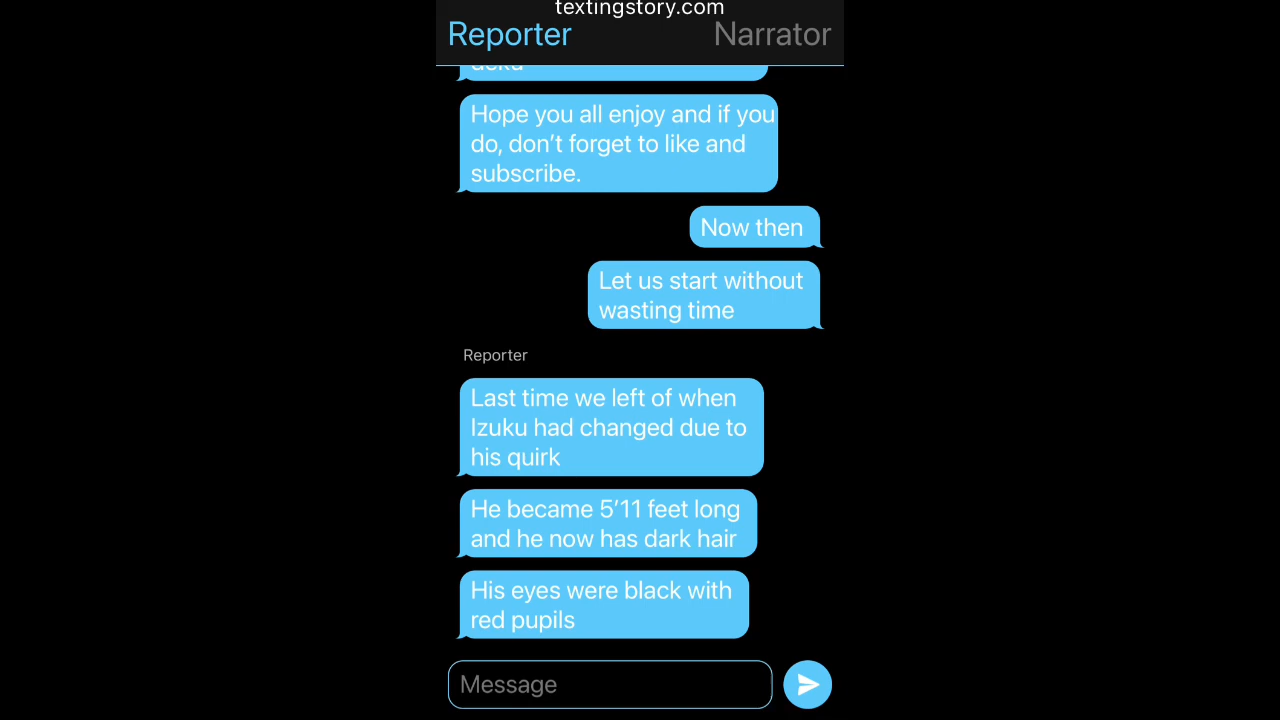 textingstory.com
Reporter
Narrator
Hope you all enjoy and if you
do, don’t forget to like and
subscribe.
Now then
Let us start without
wasting time
Reporter
Last time we left of when
Izuku had changed due to
his quirk
He became 5’11 feet long
and he now has dark hair
His eyes were black with
red pupils
Message